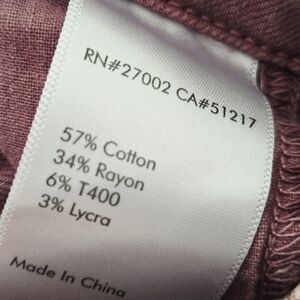 RN#27002 CA#51217
57% Cotton
34% Rayon
6% T400
3% Lycra
Made In China